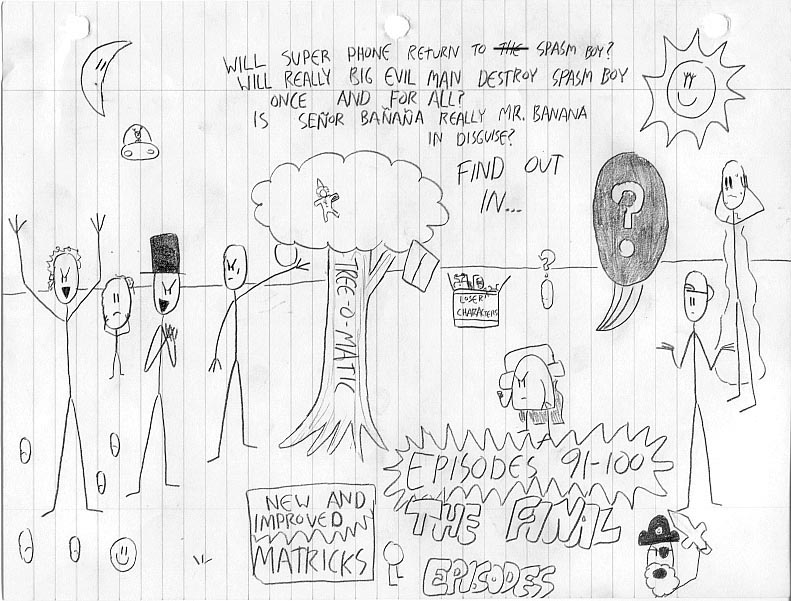 WILL SUPER PHONE RETURN TO THE SPASM BOY?
WILL REALLY BIG EVIL MAN DESTROY SPASM BOY
ONCE AND FOR ALL?
IS SEÑOR BAÑAÑA REALLY MR. BANANA
IN DISGUISE?
FIND OUT
IN...
?
?
TREE-O-MATIC
LOSER
CHARACTERS
EPISODES 91-100
THE FINAL
EPISODES
NEW AND
IMPROVED
MATRICKS